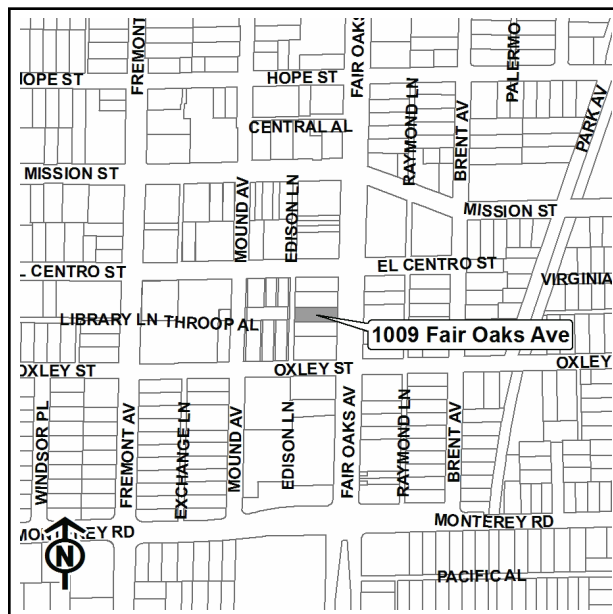 FREMONT
FAIR OAKS
PALERMO
HOPE ST
HOPE ST
RAYMOND LN
BRENT AV
PARK AV
CENTRAL AL
MISSION ST
MOUND AV
EDISON LN
MISSION ST
L CENTRO ST
EL CENTRO ST
VIRGINIA
LIBRARY LN
THROOP AL
1009 Fair Oaks Ave
OXLEY ST
OXLEY ST
OXLEY
WINDSOR PL
FREMONT AV
EXCHANGE LN
MOUND AV
EDISON LN
FAIR OAKS AV
RAYMOND LN
BRENT AV
MONTEREY RD
MONTEREY RD
N
PACIFIC AL